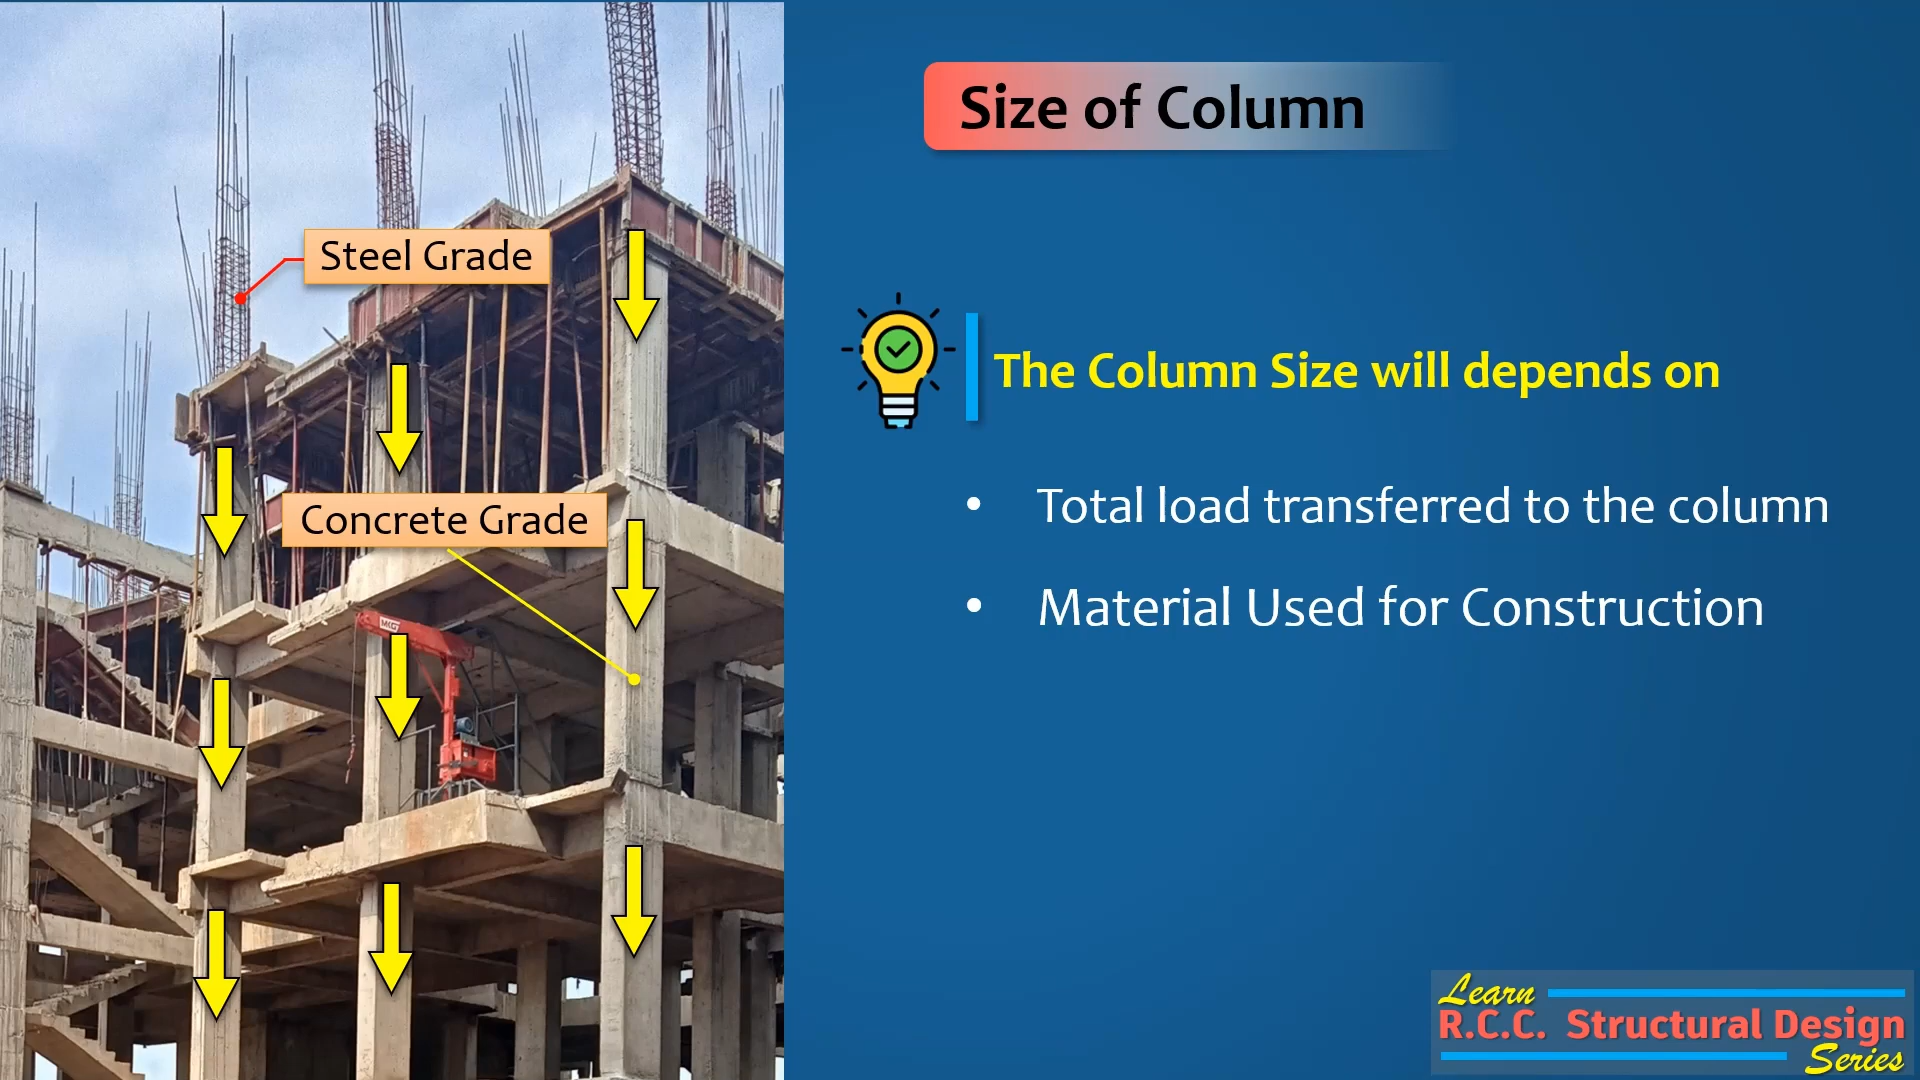 Size of Column
Steel Grade
The Column Size will depends on
Concrete Grade
• Total load transferred to the column
• Material Used for Construction
Learn
R.C.C. Structural Design
Series